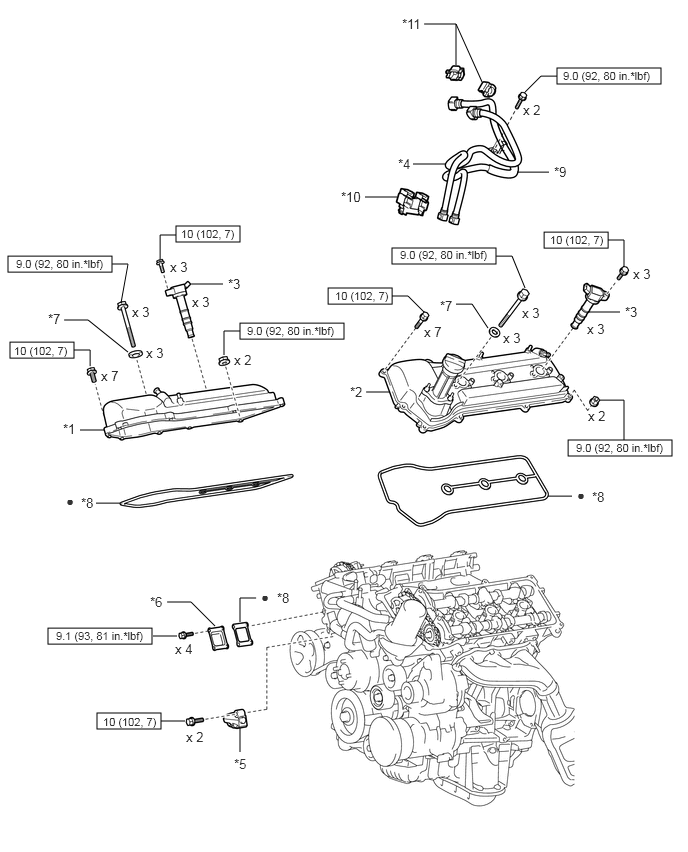 *11
9.0 (92, 80 in.*lbf)
x 2
*4
*9
*10
10 (102, 7)
10 (102, 7)
9.0 (92, 80 in.*lbf)
9.0 (92, 80 in.*lbf)
x 3
*3
x 3
x 3
10 (102, 7)
*7
x 3
*3
x 3
*7
x 3
x 3
9.0 (92, 80 in.*lbf)
x 7
x 3
10 (102, 7)
x 3
x 2
x 7
*2
*1
x 2
9.0 (92, 80 in.*lbf)
• *8
• *8
*6
• *8
9.1 (93, 81 in.*lbf)
x 4
10 (102, 7)
x 2
*5